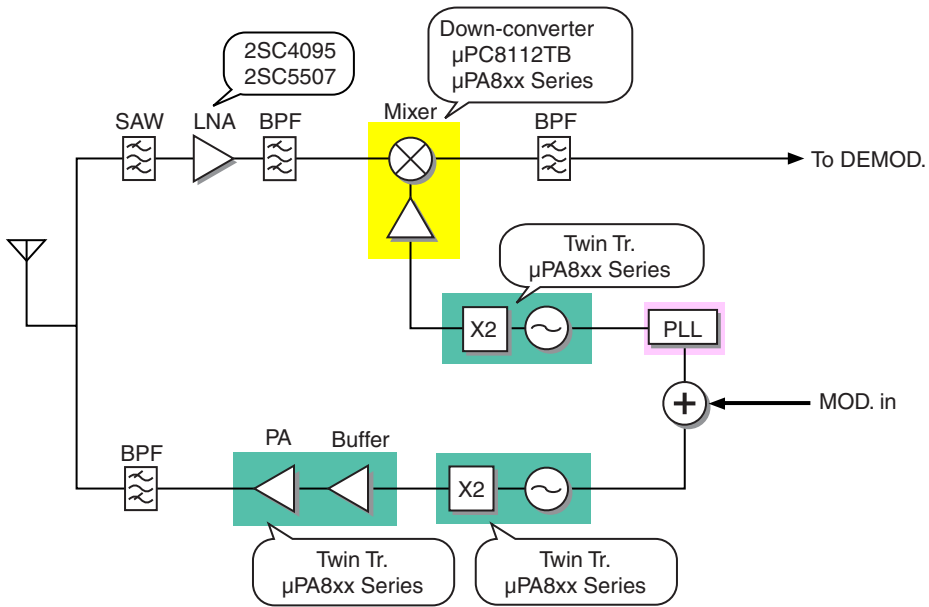 Down-converter
µPC8112TB
µPA8xx Series
2SC4095
2SC5507
SAW
LNA
BPF
Mixer
BPF
To DEMOD.
Twin Tr.
µPA8xx Series
X2
PLL
+
MOD. in
BPF
PA
Buffer
X2
Twin Tr.
µPA8xx Series
Twin Tr.
µPA8xx Series